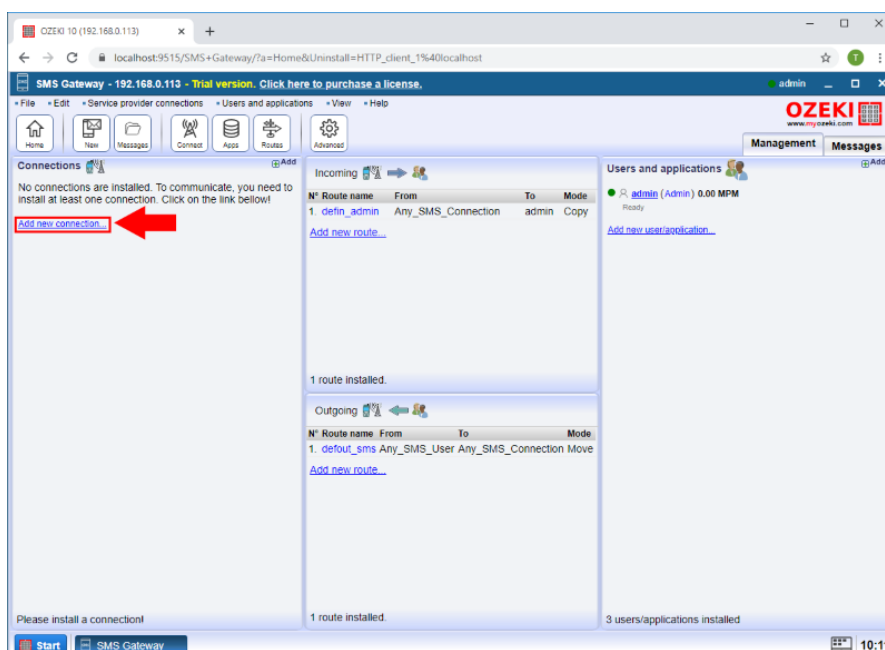 OZEKI 10 (192.168.0.113)
localhost:9515/SMS+Gateway/?a=Home&Uninstall=HTTP_client_1%40localhost
T
SMS Gateway - 192.168.0.113 - Trial version. Click here to purchase a license.
admin
File Edit Service provider connections Users and applications View Help
OZEKI
www.myozeki.com
Home New Messages Connect Apps Routes Advanced
Management Messages
Connections Add
No connections are installed. To communicate, you need to
install at least one connection. Click on the link bellow!
Add new connection...
Please install a connection!
Incoming
N° Route name From To Mode
1. defin_admin Any_SMS_Connection admin Copy
Add new route...
1 route installed.
Outgoing
N° Route name From To Mode
1. defout_sms Any_SMS_User Any_SMS_Connection Move
Add new route...
1 route installed.
Users and applications Add
admin (Admin) 0.00 MPM
Ready
Add new user/application...
3 users/applications installed
Start SMS Gateway